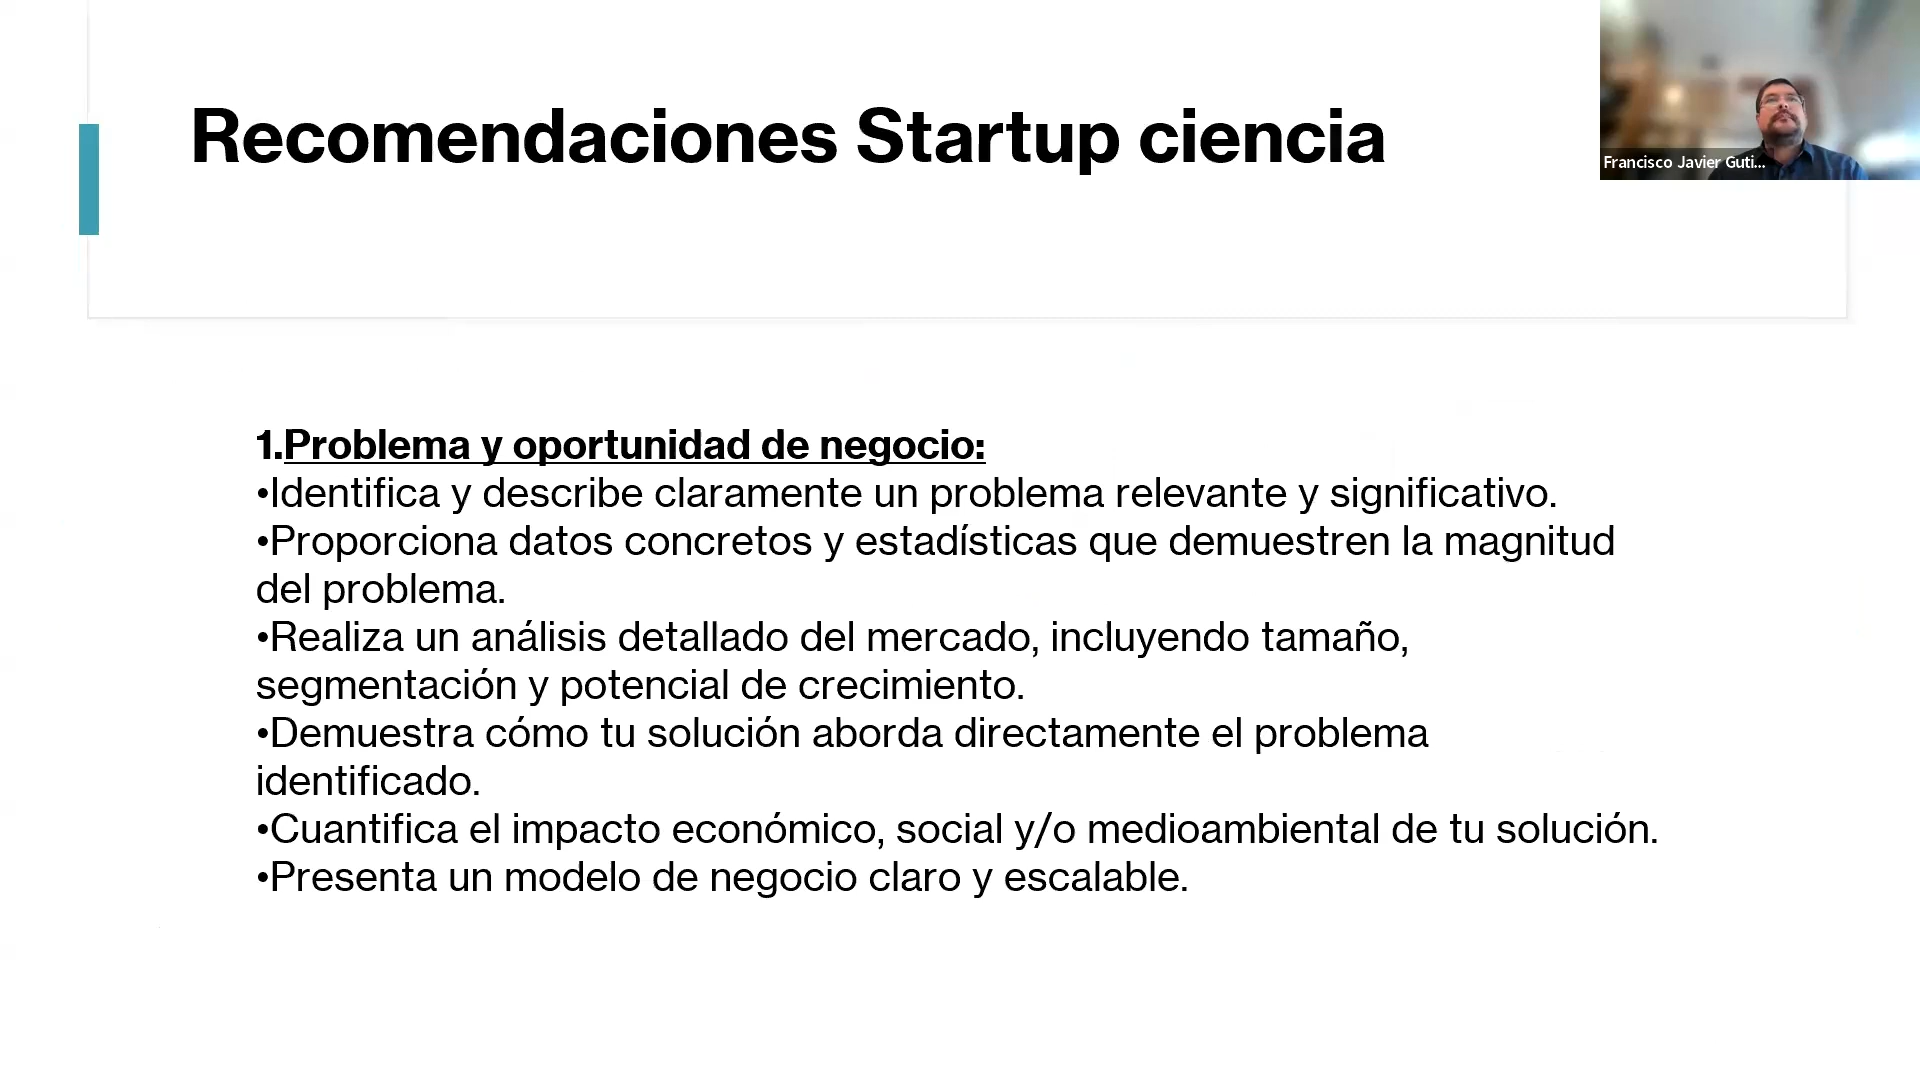 Recomendaciones Startup ciencia
Francisco Javier Guti...
1.Problema y oportunidad de negocio:
•Identifica y describe claramente un problema relevante y significativo.
•Proporciona datos concretos y estadísticas que demuestren la magnitud
del problema.
•Realiza un análisis detallado del mercado, incluyendo tamaño,
segmentación y potencial de crecimiento.
•Demuestra cómo tu solución aborda directamente el problema
identificado.
•Cuantifica el impacto económico, social y/o medioambiental de tu solución.
•Presenta un modelo de negocio claro y escalable.